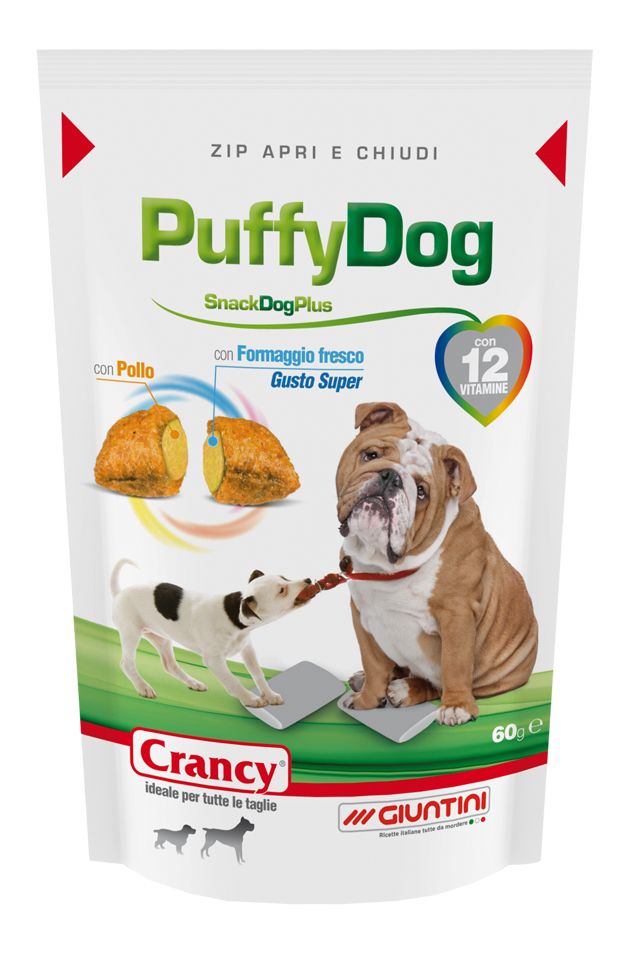 ZIP APRI E CHIUDI
PuffyDog
SnackDogPlus
con Pollo
con Formaggio fresco
Gusto Super
con
12
VITAMINE
60g ℮
Crancy®
ideale per tutte le taglie
GIUNTINI
Ricette italiane tutte da mordere